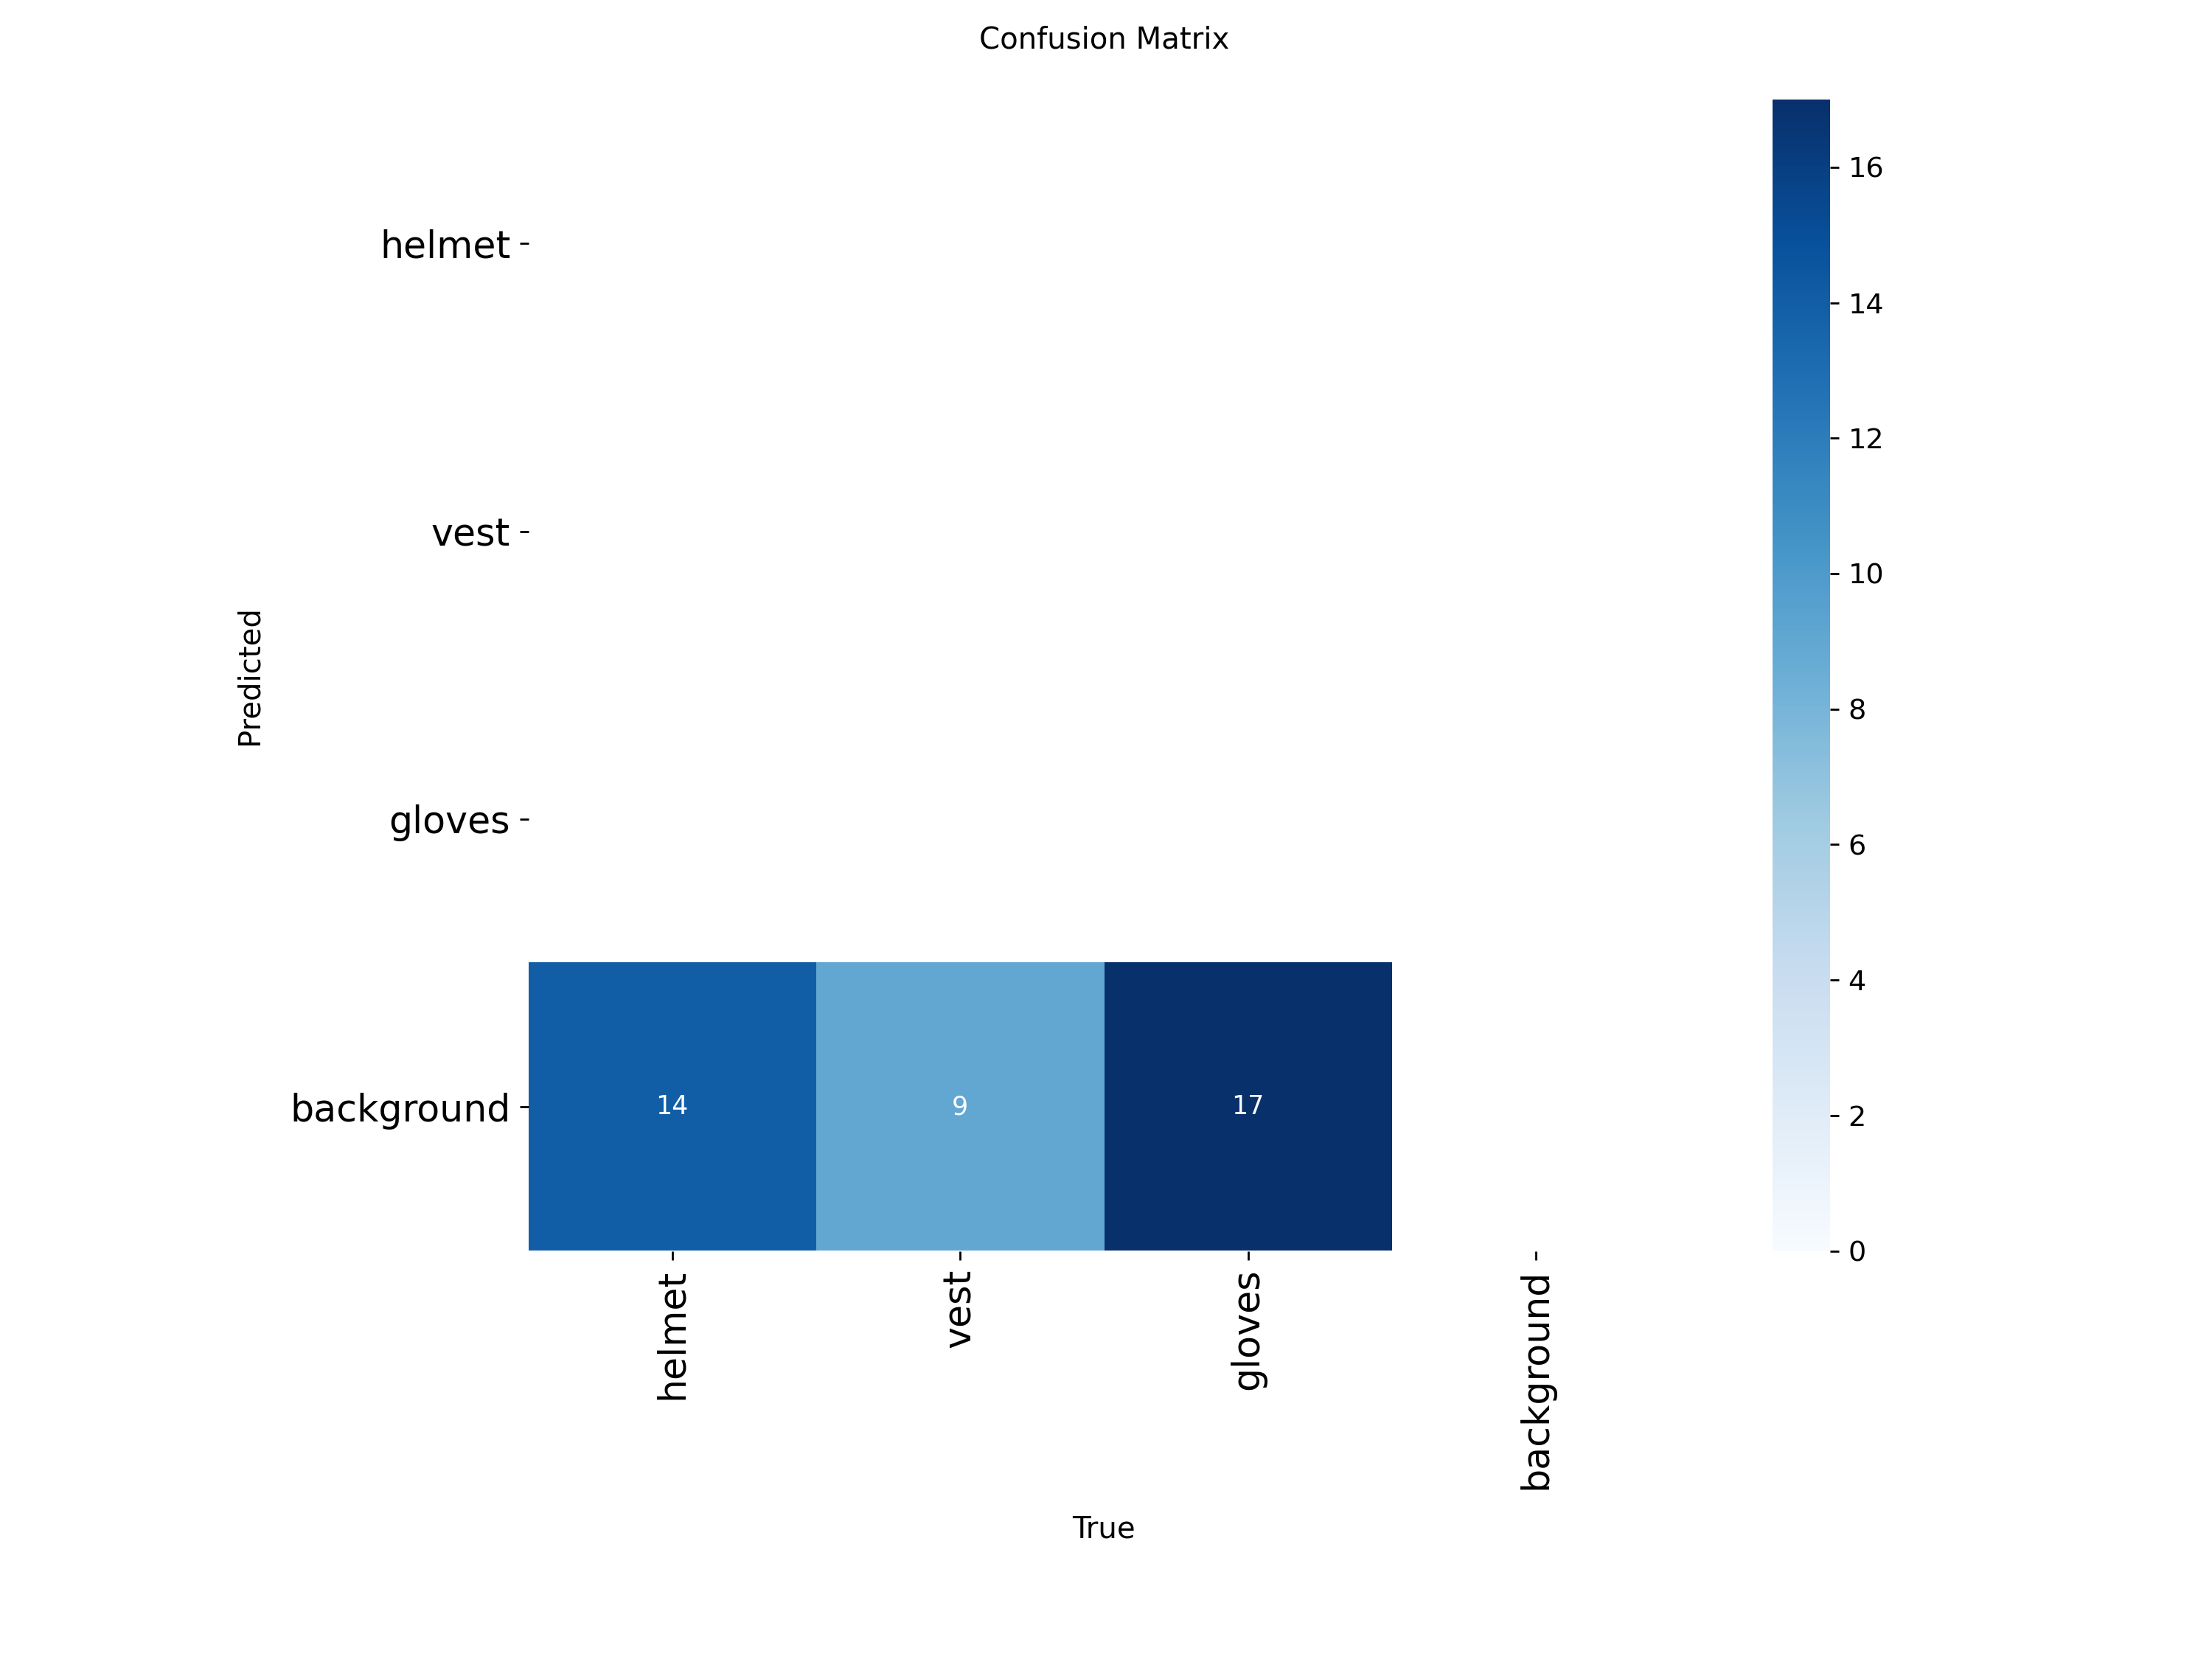 Confusion Matrix
helmet
vest
gloves
background
Predicted
14 9 17
helmet vest gloves background
True
16
14
12
10
8
6
4
2
0